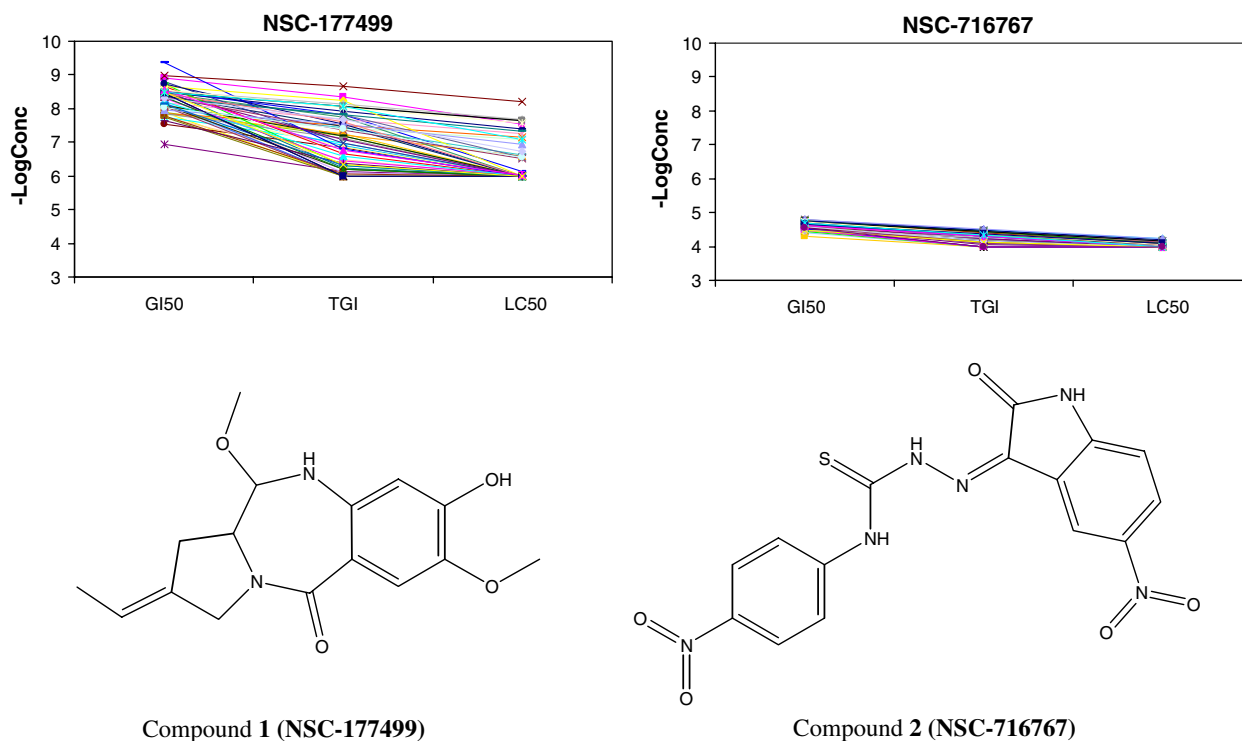 NSC-177499
10
9
8
7
6
5
4
3
-LogConc
GI50 TGI LC50
NSC-716767
10
9
8
7
6
5
4
3
-LogConc
GI50 TGI LC50
O
H
N
OH
O
N
O
O
NH
H
N
S
N
NH
N
O
O
N
O
O
Compound 1 (NSC-177499)
Compound 2 (NSC-716767)